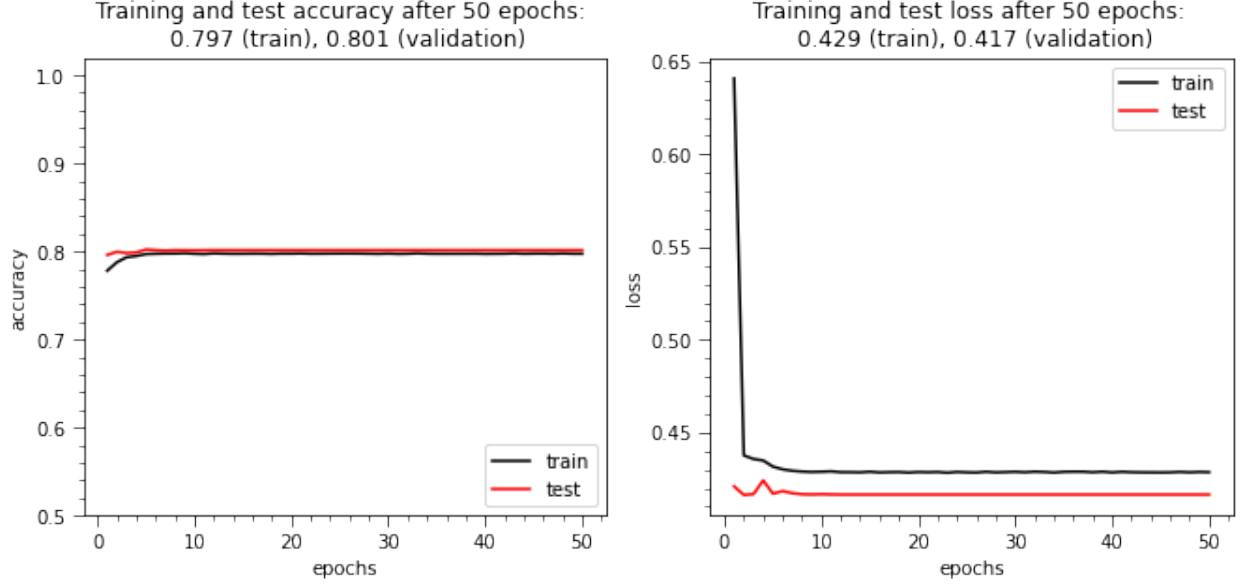 Training and test accuracy after 50 epochs:
0.797 (train), 0.801 (validation)
1.0
0.9
0.8
0.7
0.6
0.5
accuracy
train
test
0
10
20
30
40
50
epochs
Training and test loss after 50 epochs:
0.429 (train), 0.417 (validation)
0.65
0.60
0.55
0.50
0.45
loss
train
test
0
10
20
30
40
50
epochs